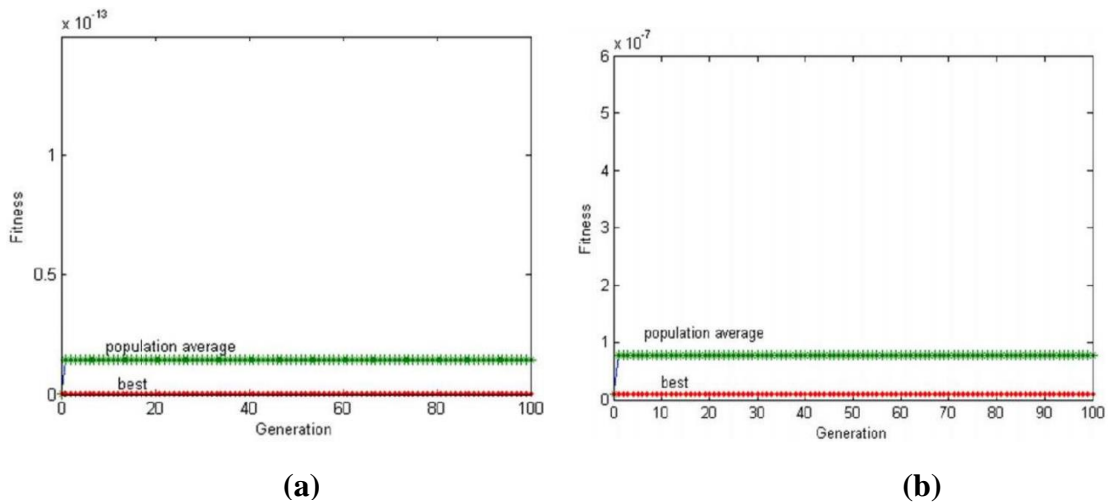 x 10^-13
1
0.5
0
Fitness
population average
best
0 20 40 60 80 100
Generation
(a)
x 10^-7
6
5
4
3
2
1
0
Fitness
population average
best
0 10 20 30 40 50 60 70 80 90 100
Generation
(b)